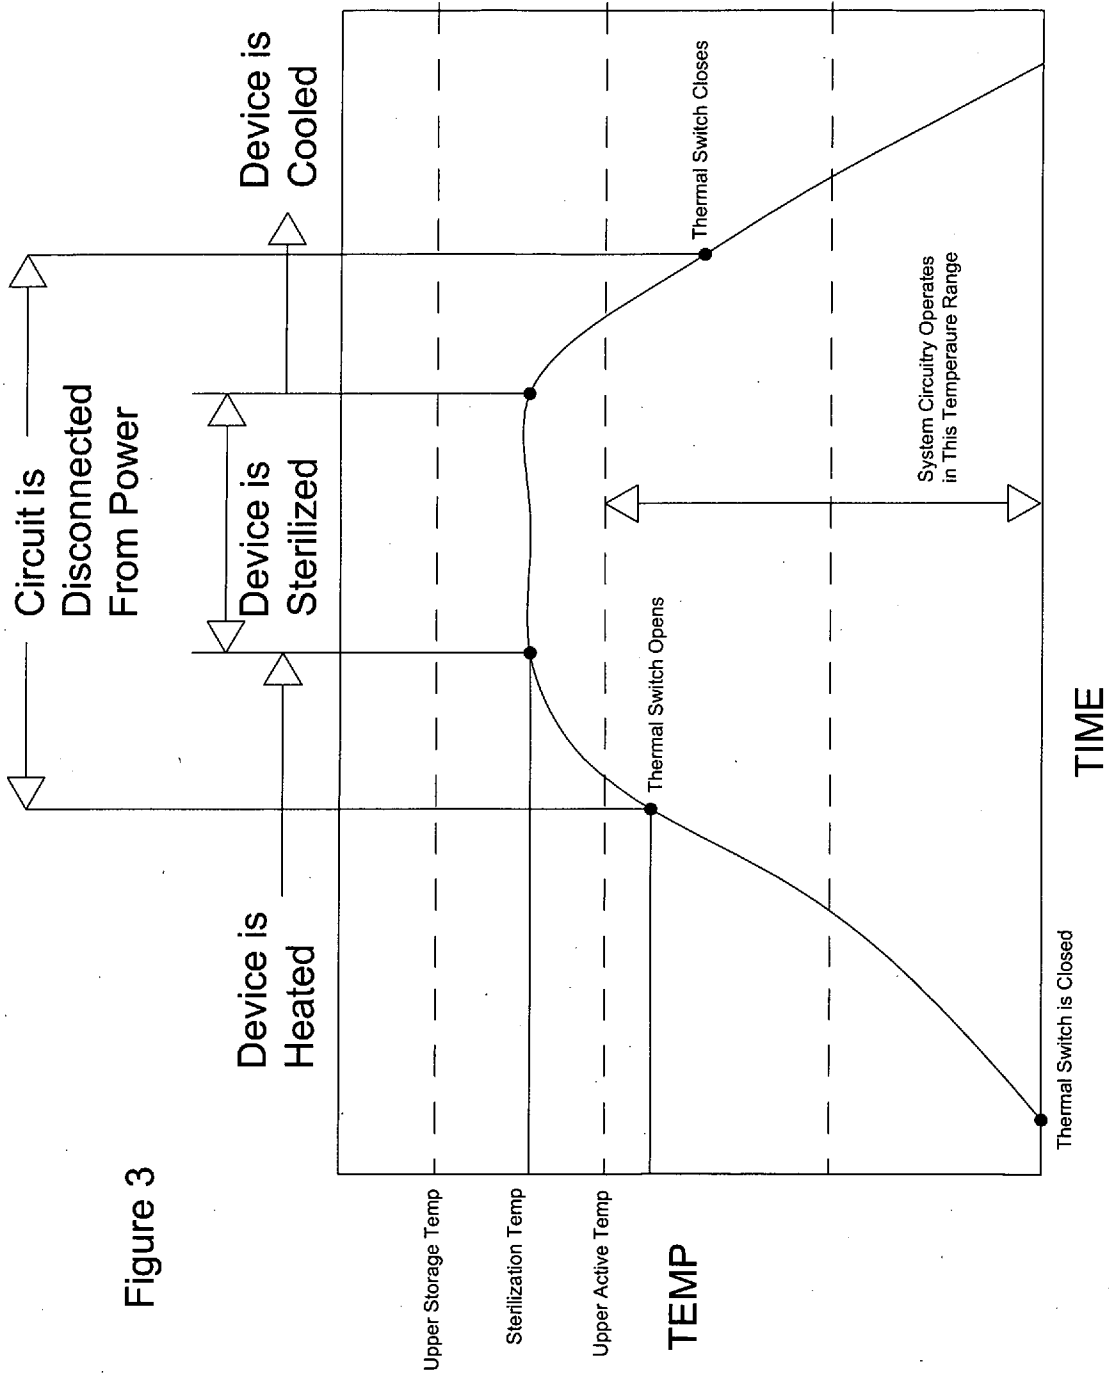 Figure 3
Circuit is
Disconnected
From Power
Device is
Heated
Device is
Sterilized
Device is
Cooled
Upper Storage Temp
Sterilization Temp
Upper Active Temp
TEMP
Thermal Switch Opens
Thermal Switch Closes
System Circuitry Operates
in This Temperaure Range
Thermal Switch is Closed
TIME